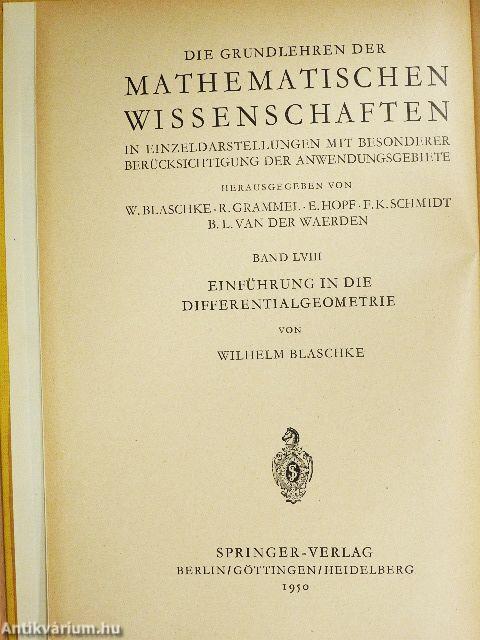 DIE GRUNDLEHREN DER
MATHEMATISCHEN
WISSENSCHAFTEN
IN EINZELDARSTELLUNGEN MIT BESONDERER
BERÜCKSICHTIGUNG DER ANWENDUNGSGEBIETE
HERAUSGEGEBEN VON
W. BLASCHKE · R. GRAMMEL · E. HOPF · F. K. SCHMIDT
B. L. VAN DER WAERDEN
BAND LVIII
EINFÜHRUNG IN DIE
DIFFERENTIALGEOMETRIE
VON
WILHELM BLASCHKE
S
SPRINGER-VERLAG
BERLIN/GÖTTINGEN/HEIDELBERG
1950
Antikvárium.hu